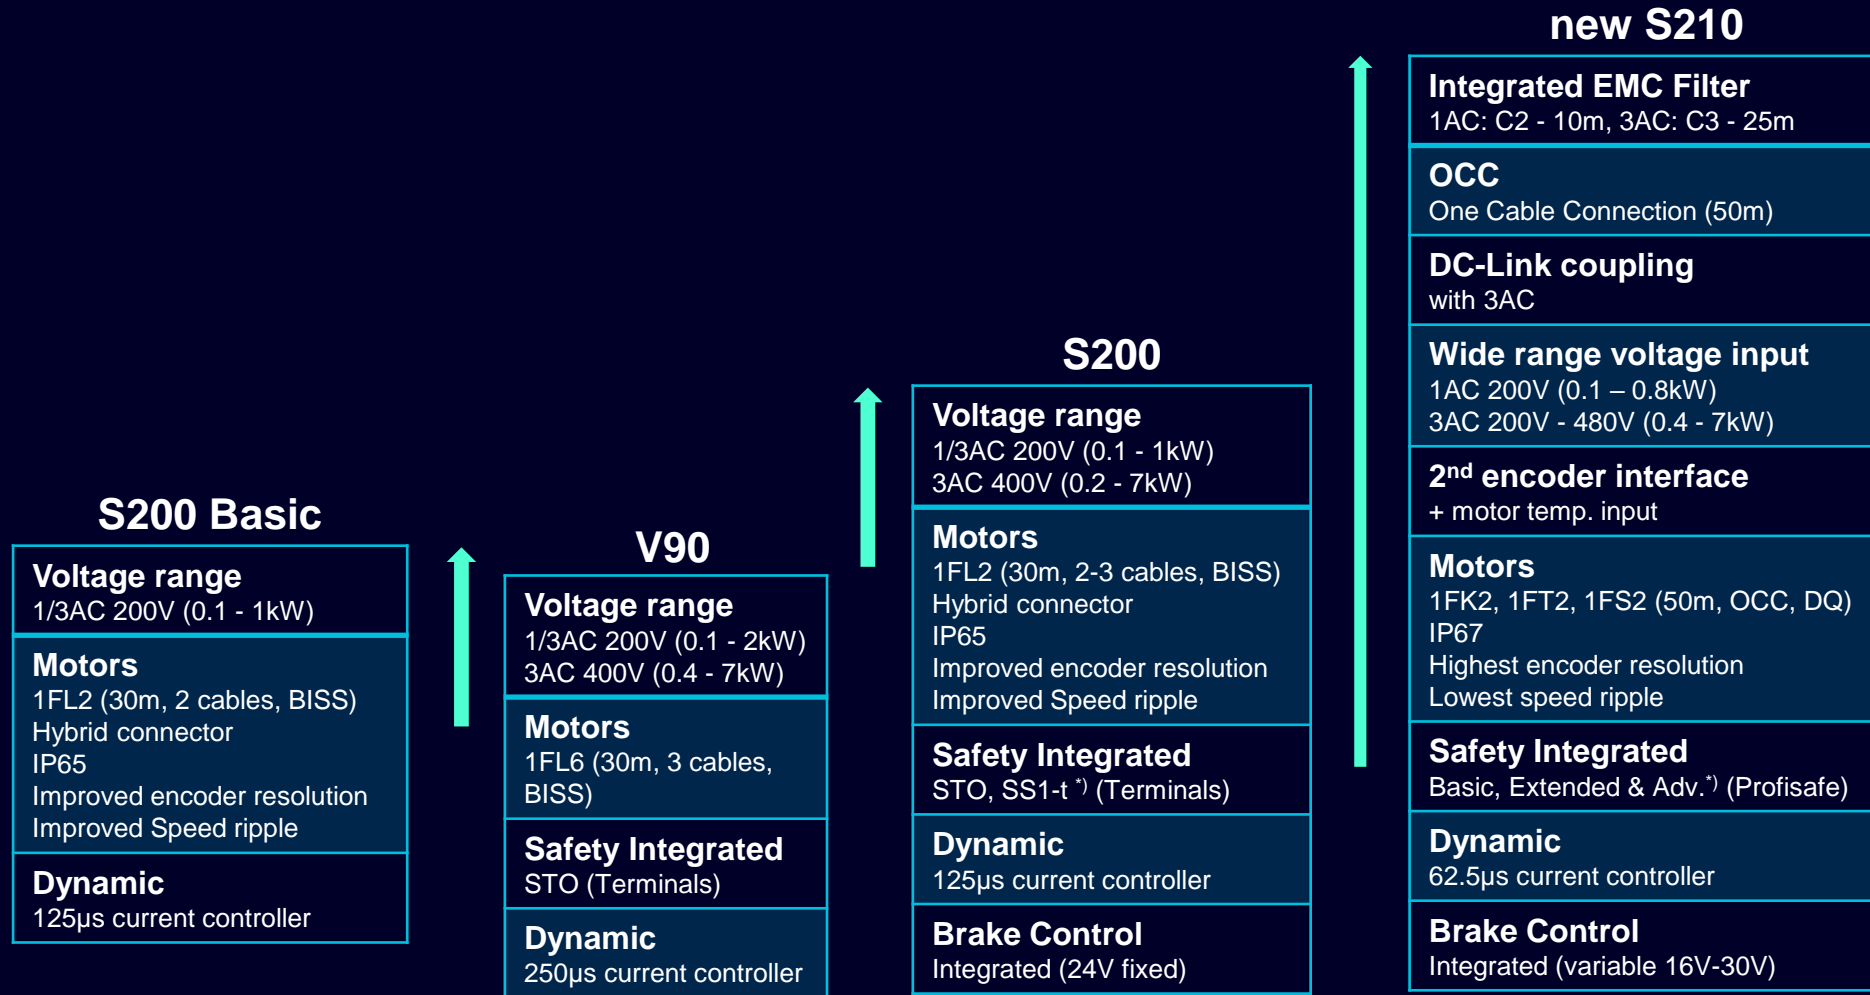 S200 Basic
Voltage range
1/3AC 200V (0.1 - 1kW)
Motors
1FL2 (30m, 2 cables, BISS)
Hybrid connector
IP65
Improved encoder resolution
Improved Speed ripple
Dynamic
125µs current controller
V90
Voltage range
1/3AC 200V (0.1 - 2kW)
3AC 400V (0.4 - 7kW)
Motors
1FL6 (30m, 3 cables,
BISS)
Safety Integrated
STO (Terminals)
Dynamic
250µs current controller
S200
Voltage range
1/3AC 200V (0.1 - 1kW)
3AC 400V (0.2 - 7kW)
Motors
1FL2 (30m, 2-3 cables, BISS)
Hybrid connector
IP65
Improved encoder resolution
Improved Speed ripple
Safety Integrated
STO, SS1-t *) (Terminals)
Dynamic
125µs current controller
Brake Control
Integrated (24V fixed)
new S210
Integrated EMC Filter
1AC: C2 - 10m, 3AC: C3 - 25m
OCC
One Cable Connection (50m)
DC-Link coupling
with 3AC
Wide range voltage input
1AC 200V (0.1 – 0.8kW)
3AC 200V - 480V (0.4 - 7kW)
2nd encoder interface
+ motor temp. input
Motors
1FK2, 1FT2, 1FS2 (50m, OCC, DQ)
IP67
Highest encoder resolution
Lowest speed ripple
Safety Integrated
Basic, Extended & Adv.*) (Profisafe)
Dynamic
62.5µs current controller
Brake Control
Integrated (variable 16V-30V)